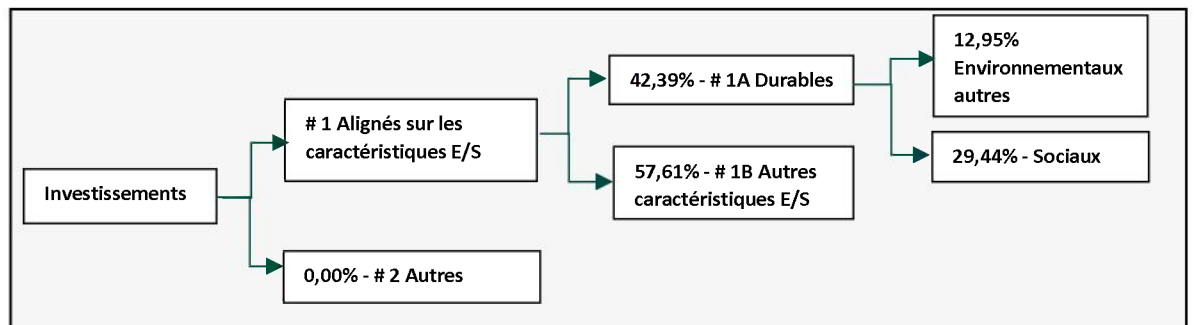 Investissements
# 1 Alignés sur les
caractéristiques E/S
0,00% - # 2 Autres
42,39% - # 1A Durables
57,61% - # 1B Autres
caractéristiques E/S
12,95%
Environnementaux
autres
29,44% - Sociaux